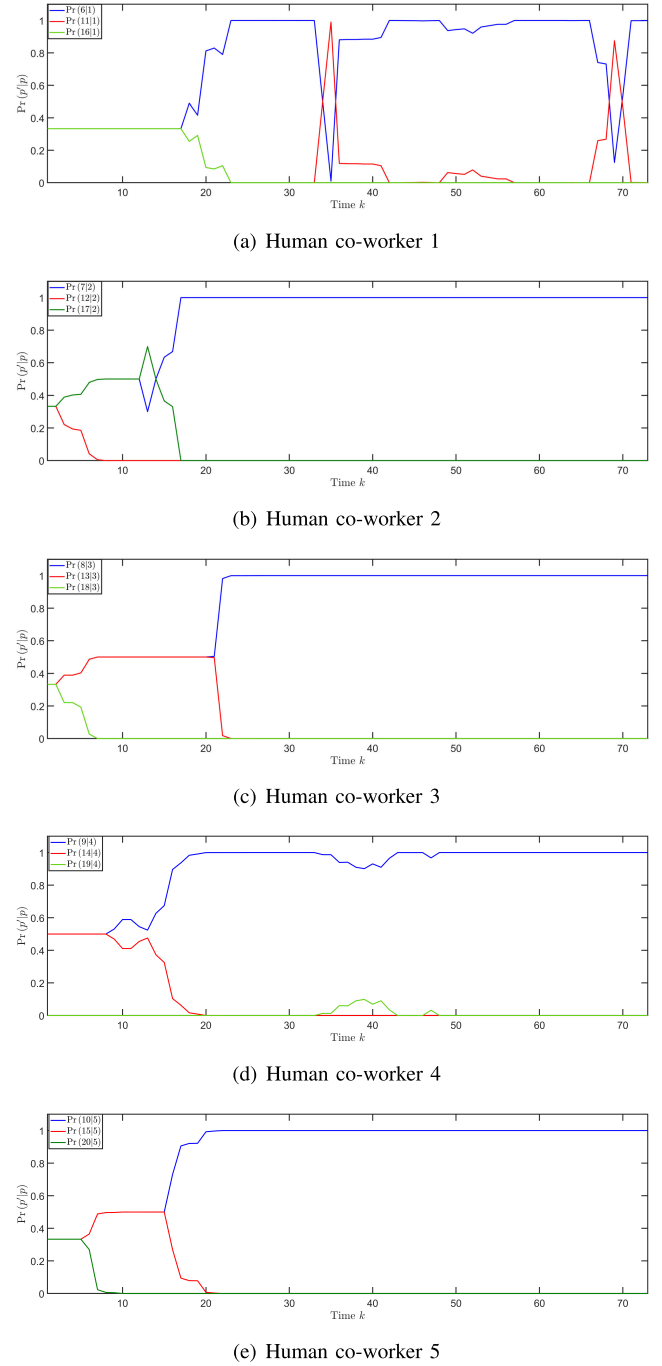 Pr (6|1)
Pr (11|1)
Pr (16|1)
1
0.8
0.6
0.4
0.2
0
Pr (p′|p)
10 20 30 40 50 60 70
Time k
(a) Human co-worker 1
Pr (7|2)
Pr (12|2)
Pr (17|2)
1
0.8
0.6
0.4
0.2
0
Pr (p′|p)
10 20 30 40 50 60 70
Time k
(b) Human co-worker 2
Pr (8|3)
Pr (13|3)
Pr (18|3)
1
0.8
0.6
0.4
0.2
0
Pr (p′|p)
10 20 30 40 50 60 70
Time k
(c) Human co-worker 3
Pr (9|4)
Pr (14|4)
Pr (19|4)
1
0.8
0.6
0.4
0.2
0
Pr (p′|p)
10 20 30 40 50 60 70
Time k
(d) Human co-worker 4
Pr (10|5)
Pr (15|5)
Pr (20|5)
1
0.8
0.6
0.4
0.2
0
Pr (p′|p)
10 20 30 40 50 60 70
Time k
(e) Human co-worker 5